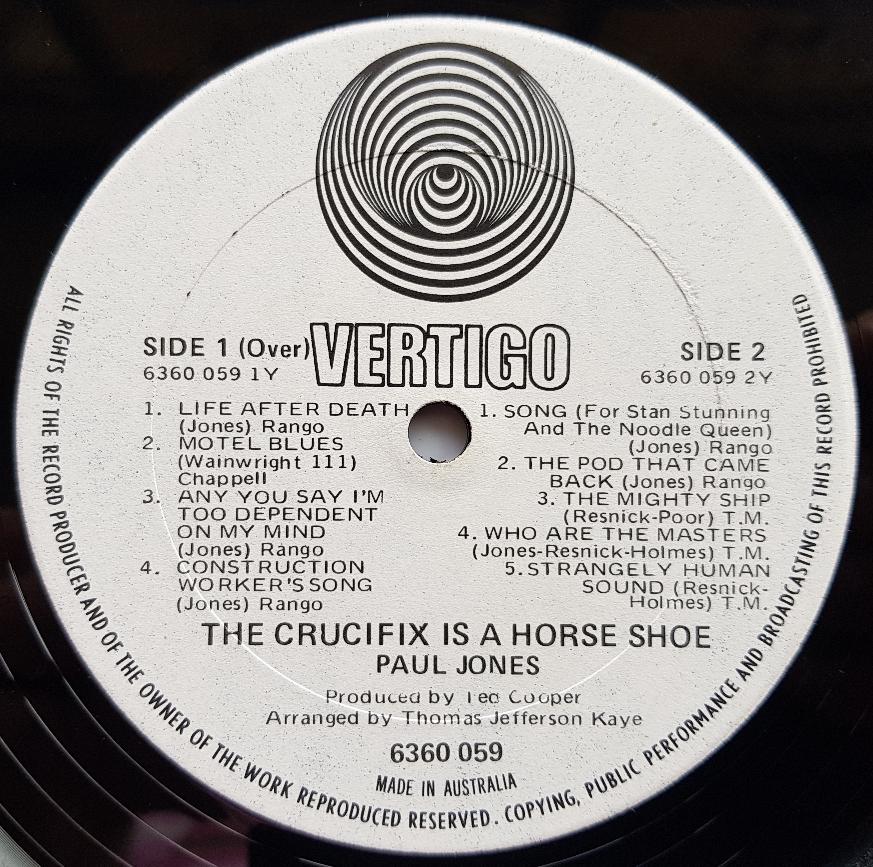 VERTIGO
SIDE 1 (Over)
6360 059 1Y
1. LIFE AFTER DEATH
(Jones) Rango
2. MOTEL BLUES
(Wainwright 111)
Chappell
3. ANY YOU SAY I'M
TOO DEPENDENT
ON MY MIND
(Jones) Rango
4. CONSTRUCTION
WORKER'S SONG
(Jones) Rango
SIDE 2
6360 059 2Y
1. SONG (For Stan Stunning
And The Noodle Queen)
(Jones) Rango
2. THE POD THAT CAME
BACK (Jones) Rango
3. THE MIGHTY SHIP
(Resnick-Poor) T.M.
4. WHO ARE THE MASTERS
(Jones-Resnick-Holmes) T.M.
5. STRANGELY HUMAN
SOUND (Resnick-
Holmes) T.M.
THE CRUCIFIX IS A HORSE SHOE
PAUL JONES
Produced by Ted Cooper
Arranged by Thomas Jefferson Kaye
6360 059
MADE IN AUSTRALIA
ALL RIGHTS OF THE RECORD PRODUCER AND OF THE OWNER OF THE WORK REPRODUCED RESERVED. COPYING, PUBLIC PERFORMANCE AND BROADCASTING OF THIS RECORD PROHIBITED